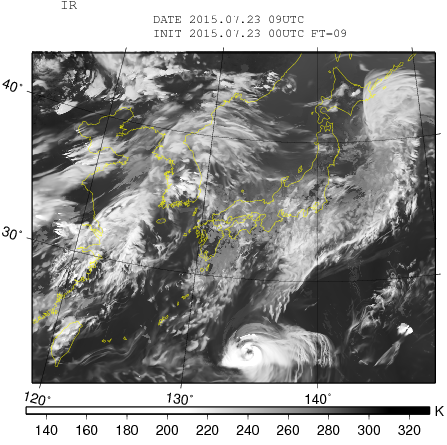 IR
DATE 2015.07.23 09UTC
INIT 2015.07.23 00UTC FT-09
40°
30°
120° 130° 140°
K
140 160 180 200 220 240 260 280 300 320